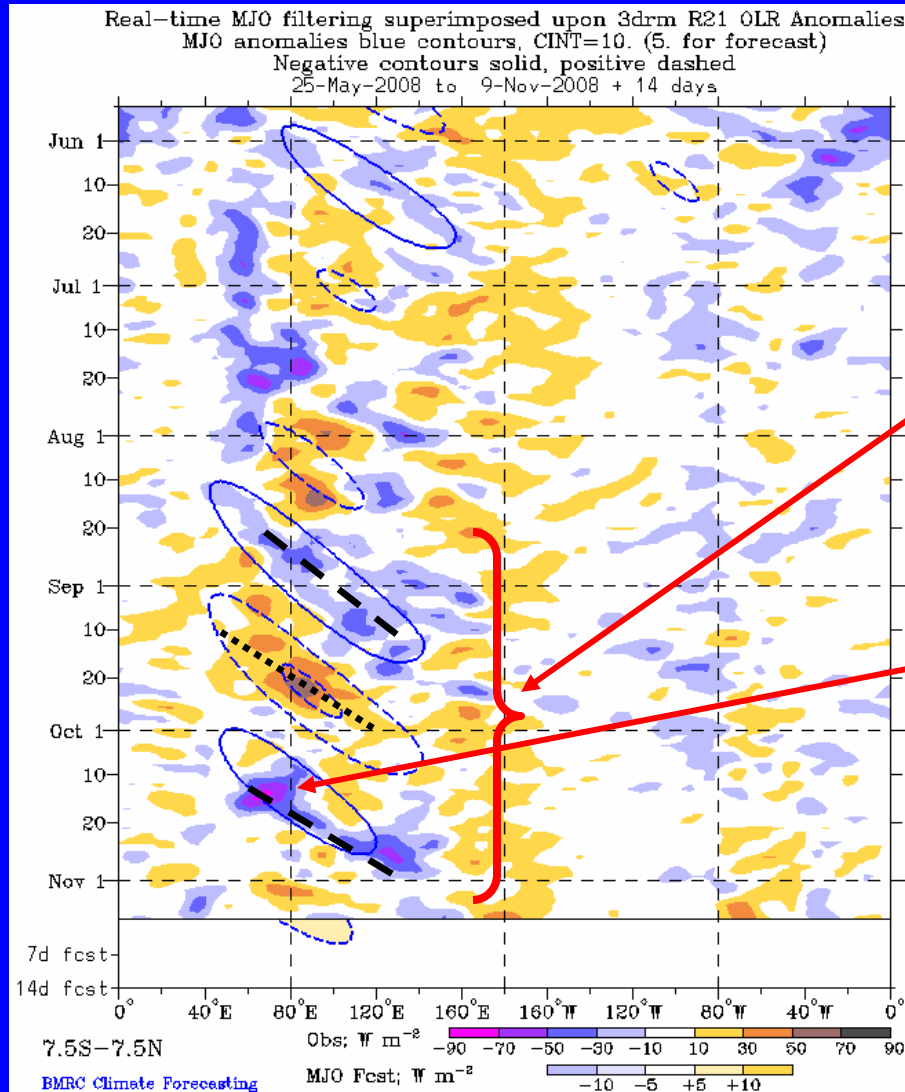 Real-time MJO filtering superimposed upon 3drm R21 OLR Anomalies
MJO anomalies blue contours, CINT=10. (5. for forecast)
Negative contours solid, positive dashed
25-May-2008 to 9-Nov-2008 + 14 days
Jun 1
10
20
Jul 1
10
20
Aug 1
10
20
Sep 1
10
20
Oct 1
10
20
Nov 1
7d fcst
14d fcst
0° 40°E 80°E 120°E 160°E 160°W 120°W 80°W 40°W 0°
7.5S-7.5N
Obs; W m-2
-90 -70 -50 -30 -10 10 30 50 70 90
MJO Fcst; W m-2
-10 -5 +5 +10
BMRC Climate Forecasting